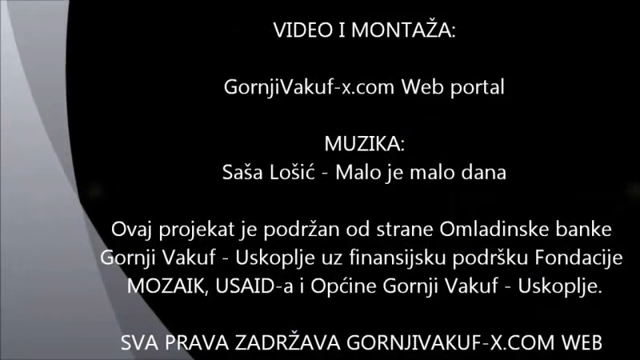 VIDEO I MONTAŽA:
GornjiVakuf-x.com Web portal
MUZIKA:
Saša Lošić - Malo je malo dana
Ovaj projekat je podržan od strane Omladinske banke
Gornji Vakuf - Uskoplje uz finansijsku podršku Fondacije
MOZAIK, USAID-a i Općine Gornji Vakuf - Uskoplje.
SVA PRAVA ZADRŽAVA GORNJIVAKUF-X.COM WEB